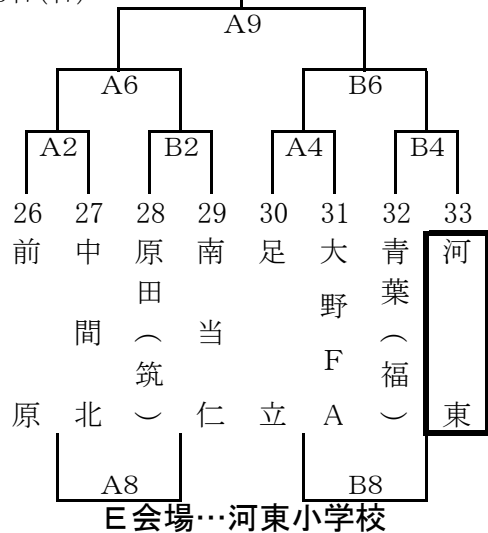 A9
A6 B6
A2 B2 A4 B4
26 27 28 29 30 31 32 33
前原
中間北
原田（筑）
南当仁
足立
大野FA
青葉（福）
河東
A8 B8
E会場…河東小学校